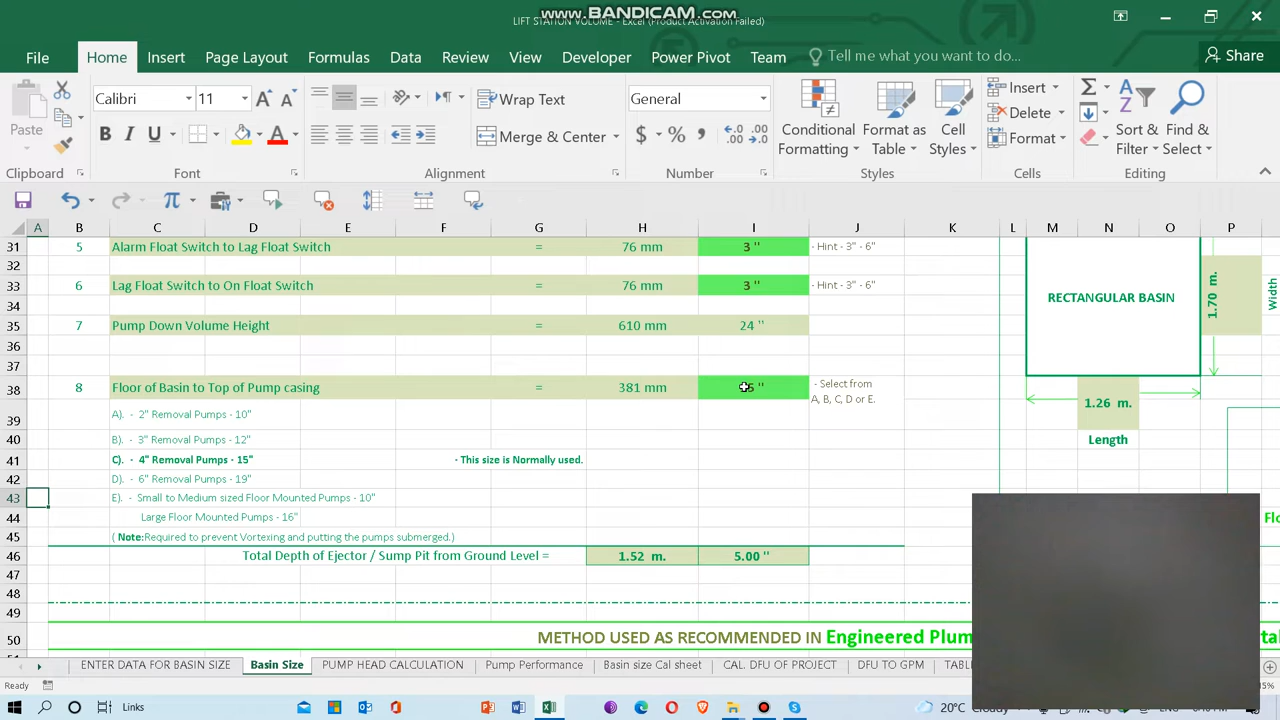 www.BANDICAM.com
LIFT STATION VOLUME - Excel (Product Activation Failed)
File Home Insert Page Layout Formulas Data Review View Developer Power Pivot Team Tell me what you want to do... Share
Paste
Calibri 11
Wrap Text
Merge & Center
General
Conditional Formatting
Format as Table
Cell Styles
Insert
Delete
Format
Sort & Filter
Find & Select
Clipboard Font Alignment Number Styles Cells Editing
A B C D E F G H I J K L M N O P
31 5 Alarm Float Switch to Lag Float Switch = 76 mm 3 '' - Hint - 3" - 6"
32
33 6 Lag Float Switch to On Float Switch = 76 mm 3 '' - Hint - 3" - 6"
34
35 7 Pump Down Volume Height = 610 mm 24 ''
36
37
38 8 Floor of Basin to Top of Pump casing = 381 mm - Select from A, B, C, D or E.
39 A). - 2" Removal Pumps - 10"
40 B). - 3" Removal Pumps - 12"
41 C). - 4" Removal Pumps - 15" - This size is Normally used.
42 D). - 6" Removal Pumps - 19"
43 E). - Small to Medium sized Floor Mounted Pumps - 10"
44 Large Floor Mounted Pumps - 16"
45 ( Note:Required to prevent Vortexing and putting the pumps submerged.)
46 Total Depth of Ejector / Sump Pit from Ground Level = 1.52 m. 5.00 ''
47
48
49
50 METHOD USED AS RECOMMENDED IN Engineered Plum
RECTANGULAR BASIN
1.70 m.
Width
1.26 m.
Length
Flo
ENTER DATA FOR BASIN SIZE Basin Size PUMP HEAD CALCULATION Pump Performance Basin size Cal sheet CAL. DFU OF PROJECT DFU TO GPM
Ready
Links
20°C Cloudy